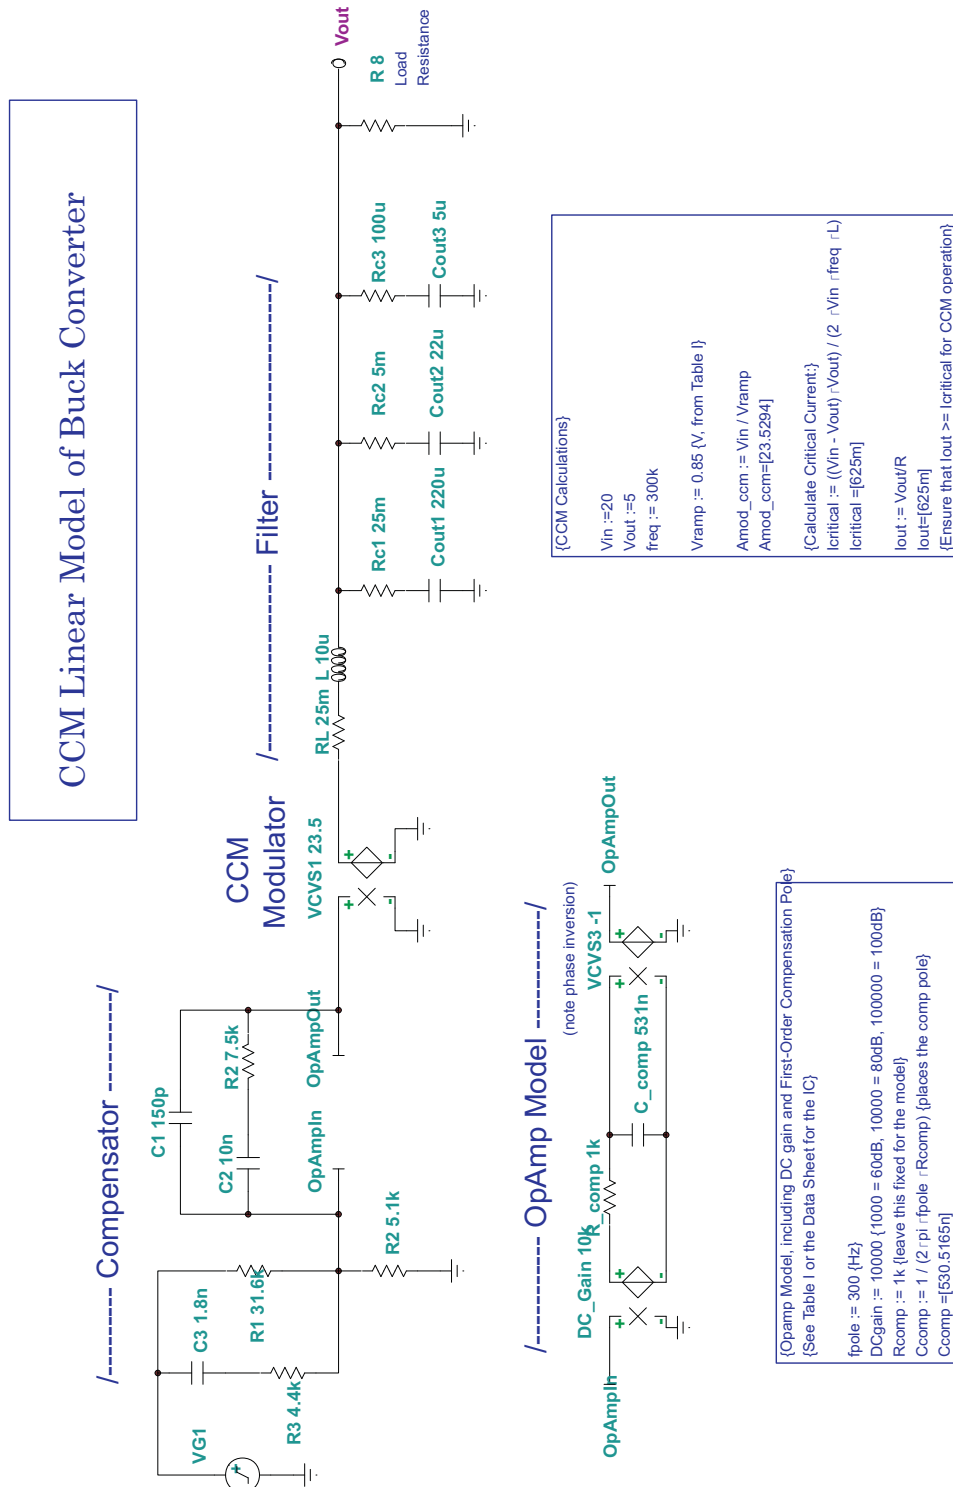 CCM Linear Model of Buck Converter
/-------- Compensator --------/
CCM
Modulator
/------------------- Filter -------------------/
VG1
C3 1.8n
R3 4.4k
R1 31.6k
R2 5.1k
C1 150p
C2 10n
R2 7.5k
OpAmpIn
OpAmpOut
VCVS1 23.5
RL 25m
L 10u
Rc1 25m
Cout1 220u
Rc2 5m
Cout2 22u
Rc3 100u
Cout3 5u
R 8
Load
Resistance
Vout
/-------- OpAmp Model --------/
(note phase inversion)
OpAmpIn
DC_Gain 10k
R_comp 1k
C_comp 531n
VCVS3 -1
OpAmpOut
{Opamp Model, including DC gain and First-Order Compensation Pole}
{See Table I or the Data Sheet for the IC}
fpole := 300 {Hz}
DCgain := 10000 {1000 = 60dB, 10000 = 80dB, 100000 = 100dB}
Rcomp := 1k {leave this fixed for the model}
Ccomp := 1 / (2 ┌pi ┌fpole ┌Rcomp) {places the comp pole}
Ccomp =[530.5165n]
{CCM Calculations}
Vin :=20
Vout :=5
freq := 300k
Vramp := 0.85 {V, from Table I}
Amod_ccm := Vin / Vramp
Amod_ccm=[23.5294]
{Calculate Critical Current:}
Icritical := ((Vin - Vout) ┌Vout) / (2 ┌Vin ┌freq ┌L)
Icritical =[625m]
Iout := Vout/R
Iout=[625m]
{Ensure that Iout >= Icritical for CCM operation}